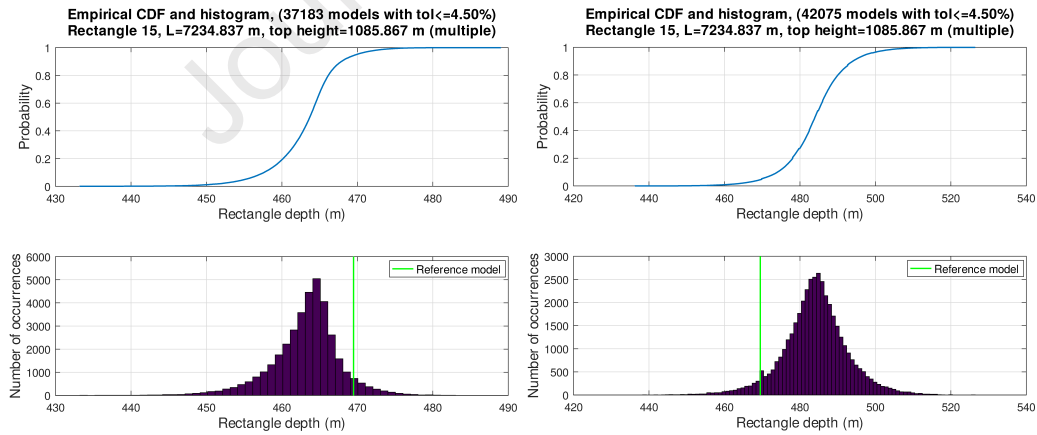 Empirical CDF and histogram, (37183 models with tol<=4.50%)
Rectangle 15, L=7234.837 m, top height=1085.867 m (multiple)
1
0.8
0.6
0.4
0.2
0
Probability
430 440 450 460 470 480 490
Rectangle depth (m)
6000
5000
4000
3000
2000
1000
0
Number of occurrences
Reference model
430 440 450 460 470 480 490
Rectangle depth (m)
Empirical CDF and histogram, (42075 models with tol<=4.50%)
Rectangle 15, L=7234.837 m, top height=1085.867 m (multiple)
1
0.8
0.6
0.4
0.2
0
Probability
420 440 460 480 500 520 540
Rectangle depth (m)
3000
2500
2000
1500
1000
500
0
Number of occurrences
Reference model
420 440 460 480 500 520 540
Rectangle depth (m)
Jou